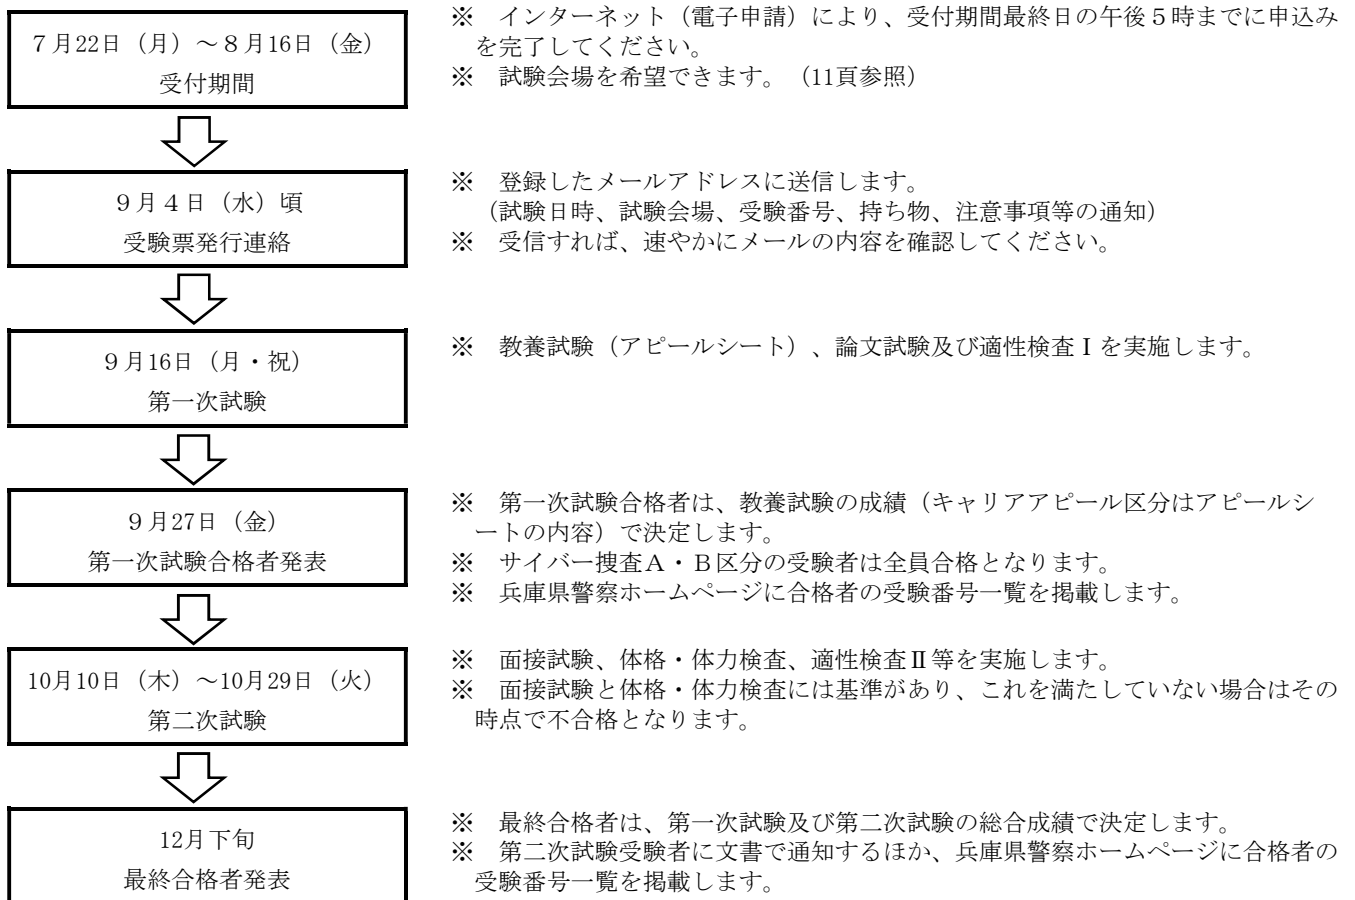 ７月22日（月）～８月16日（金）
受付期間
※　インターネット（電子申請）により、受付期間最終日の午後５時までに申込み
を完了してください。
※　試験会場を希望できます。（11頁参照）
９月４日（水）頃
受験票発行連絡
※　登録したメールアドレスに送信します。
（試験日時、試験会場、受験番号、持ち物、注意事項等の通知）
※　受信すれば、速やかにメールの内容を確認してください。
９月16日（月・祝）
第一次試験
※　教養試験（アピールシート）、論文試験及び適性検査Ⅰを実施します。
９月27日（金）
第一次試験合格者発表
※　第一次試験合格者は、教養試験の成績（キャリアアピール区分はアピールシ
ートの内容）で決定します。
※　サイバー捜査Ａ・Ｂ区分の受験者は全員合格となります。
※　兵庫県警察ホームページに合格者の受験番号一覧を掲載します。
10月10日（木）～10月29日（火）
第二次試験
※　面接試験、体格・体力検査、適性検査Ⅱ等を実施します。
※　面接試験と体格・体力検査には基準があり、これを満たしていない場合はその
時点で不合格となります。
12月下旬
最終合格者発表
※　最終合格者は、第一次試験及び第二次試験の総合成績で決定します。
※　第二次試験受験者に文書で通知するほか、兵庫県警察ホームページに合格者の
受験番号一覧を掲載します。